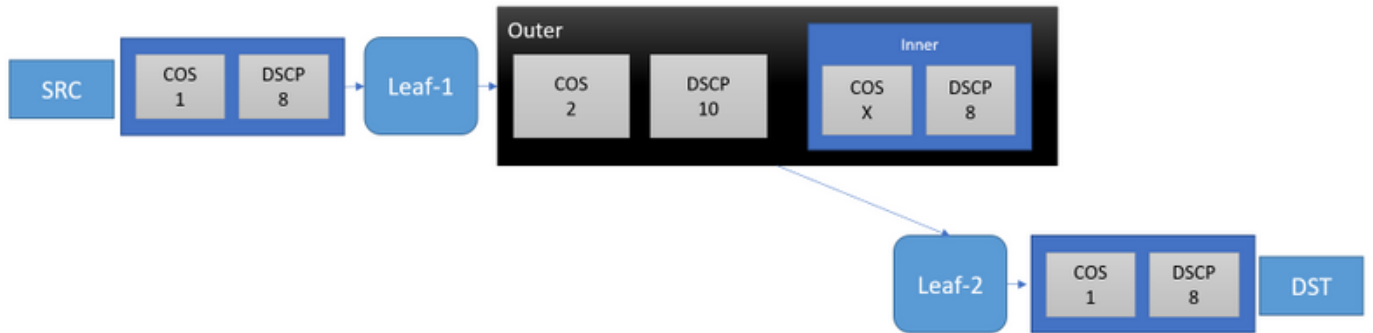 SRC
COS
1
DSCP
8
Leaf-1
Outer
COS
2
DSCP
10
Inner
COS
X
DSCP
8
Leaf-2
COS
1
DSCP
8
DST